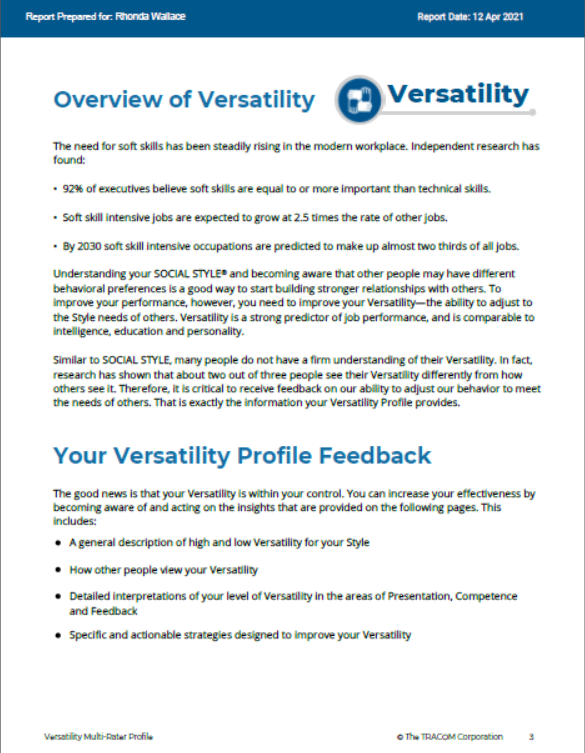 Report Prepared for: Rhonda Wallace
Report Date: 12 Apr 2021
Overview of Versatility
Versatility
The need for soft skills has been steadily rising in the modern workplace. Independent research has
found:
• 92% of executives believe soft skills are equal to or more important than technical skills.
• Soft skill intensive jobs are expected to grow at 2.5 times the rate of other jobs.
• By 2030 soft skill intensive occupations are predicted to make up almost two thirds of all jobs.
Understanding your SOCIAL STYLE® and becoming aware that other people may have different
behavioral preferences is a good way to start building stronger relationships with others. To
improve your performance, however, you need to improve your Versatility—the ability to adjust to
the Style needs of others. Versatility is a strong predictor of job performance, and is comparable to
intelligence, education and personality.
Similar to SOCIAL STYLE, many people do not have a firm understanding of their Versatility. In fact,
research has shown that about two out of three people see their Versatility differently from how
others see it. Therefore, it is critical to receive feedback on our ability to adjust our behavior to meet
the needs of others. That is exactly the information your Versatility Profile provides.
Your Versatility Profile Feedback
The good news is that your Versatility is within your control. You can increase your effectiveness by
becoming aware of and acting on the insights that are provided on the following pages. This
includes:
• A general description of high and low Versatility for your Style
• How other people view your Versatility
• Detailed interpretations of your level of Versatility in the areas of Presentation, Competence
and Feedback
• Specific and actionable strategies designed to improve your Versatility
Versatility Multi-Rater Profile
© The TRACOM Corporation 3